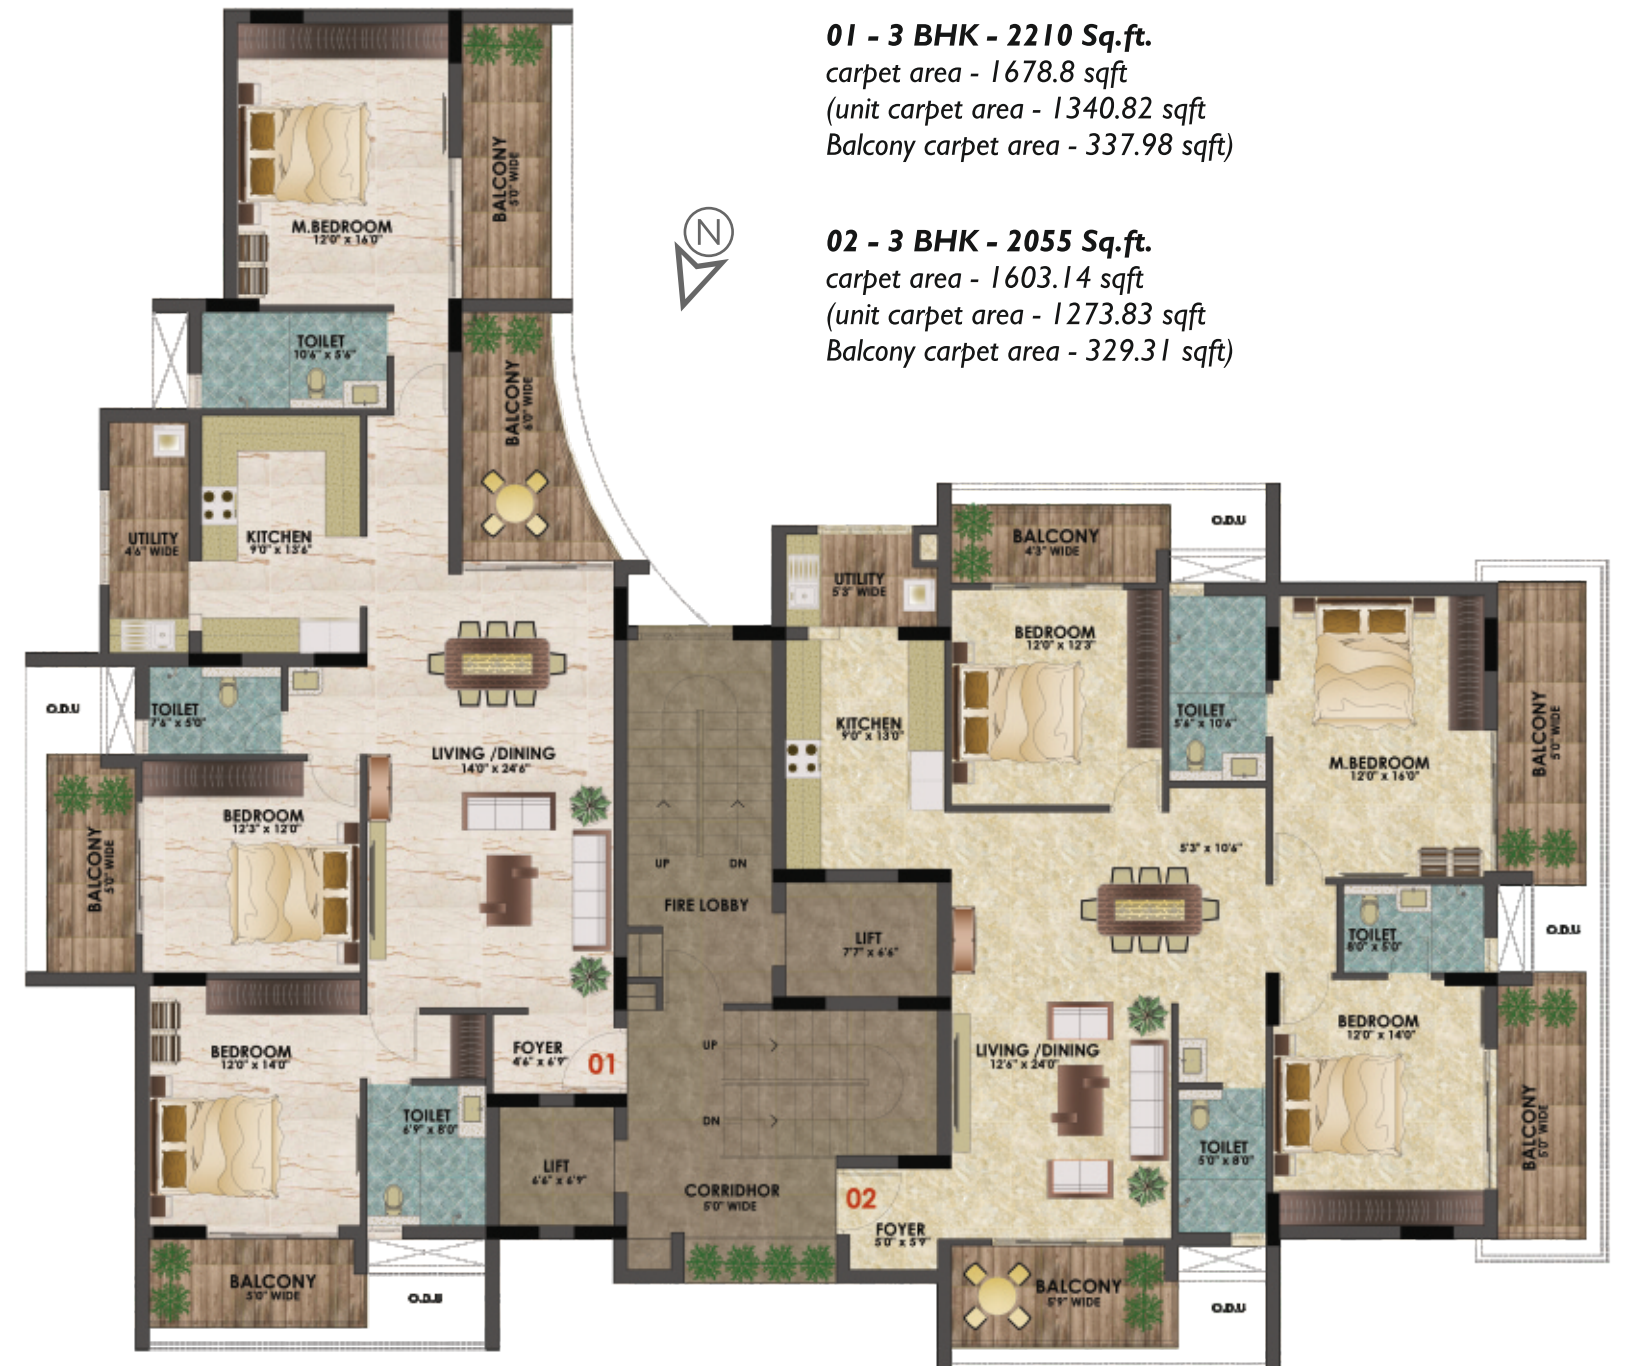 01 - 3 BHK - 2210 Sq.ft.
carpet area - 1678.8 sqft
(unit carpet area - 1340.82 sqft
Balcony carpet area - 337.98 sqft)
N
02 - 3 BHK - 2055 Sq.ft.
carpet area - 1603.14 sqft
(unit carpet area - 1273.83 sqft
Balcony carpet area - 329.31 sqft)
M.BEDROOM
12'0" x 16'0"
BALCONY
5'0" WIDE
TOILET
10'6" x 5'6"
BALCONY
6'0" WIDE
UTILITY
4'6" WIDE
KITCHEN
9'0" x 13'6"
O.D.U
TOILET
7'6" x 5'0"
LIVING /DINING
14'0" x 24'6"
BEDROOM
12'3" x 12'0"
BALCONY
5'0" WIDE
BEDROOM
12'0" x 14'0"
FOYER
4'6" x 6'9"
01
TOILET
6'9" x 8'0"
LIFT
6'6" x 6'9"
BALCONY
5'0" WIDE
O.D.U
UP
DN
FIRE LOBBY
LIFT
7'7" x 6'6"
UP
DN
CORRIDHOR
5'0" WIDE
02
FOYER
5'0" x 5'9"
UTILITY
5'3" WIDE
BALCONY
4'3" WIDE
O.D.U
BEDROOM
12'0" x 12'3"
KITCHEN
9'0" x 13'0"
TOILET
5'6" x 10'6"
M.BEDROOM
12'0" x 16'0"
BALCONY
5'0" WIDE
5'3" x 10'6"
TOILET
8'0" x 5'0"
O.D.U
LIVING /DINING
12'6" x 24'0"
BEDROOM
12'0" x 14'0"
BALCONY
5'0" WIDE
TOILET
5'0" x 8'0"
BALCONY
5'9" WIDE
O.D.U